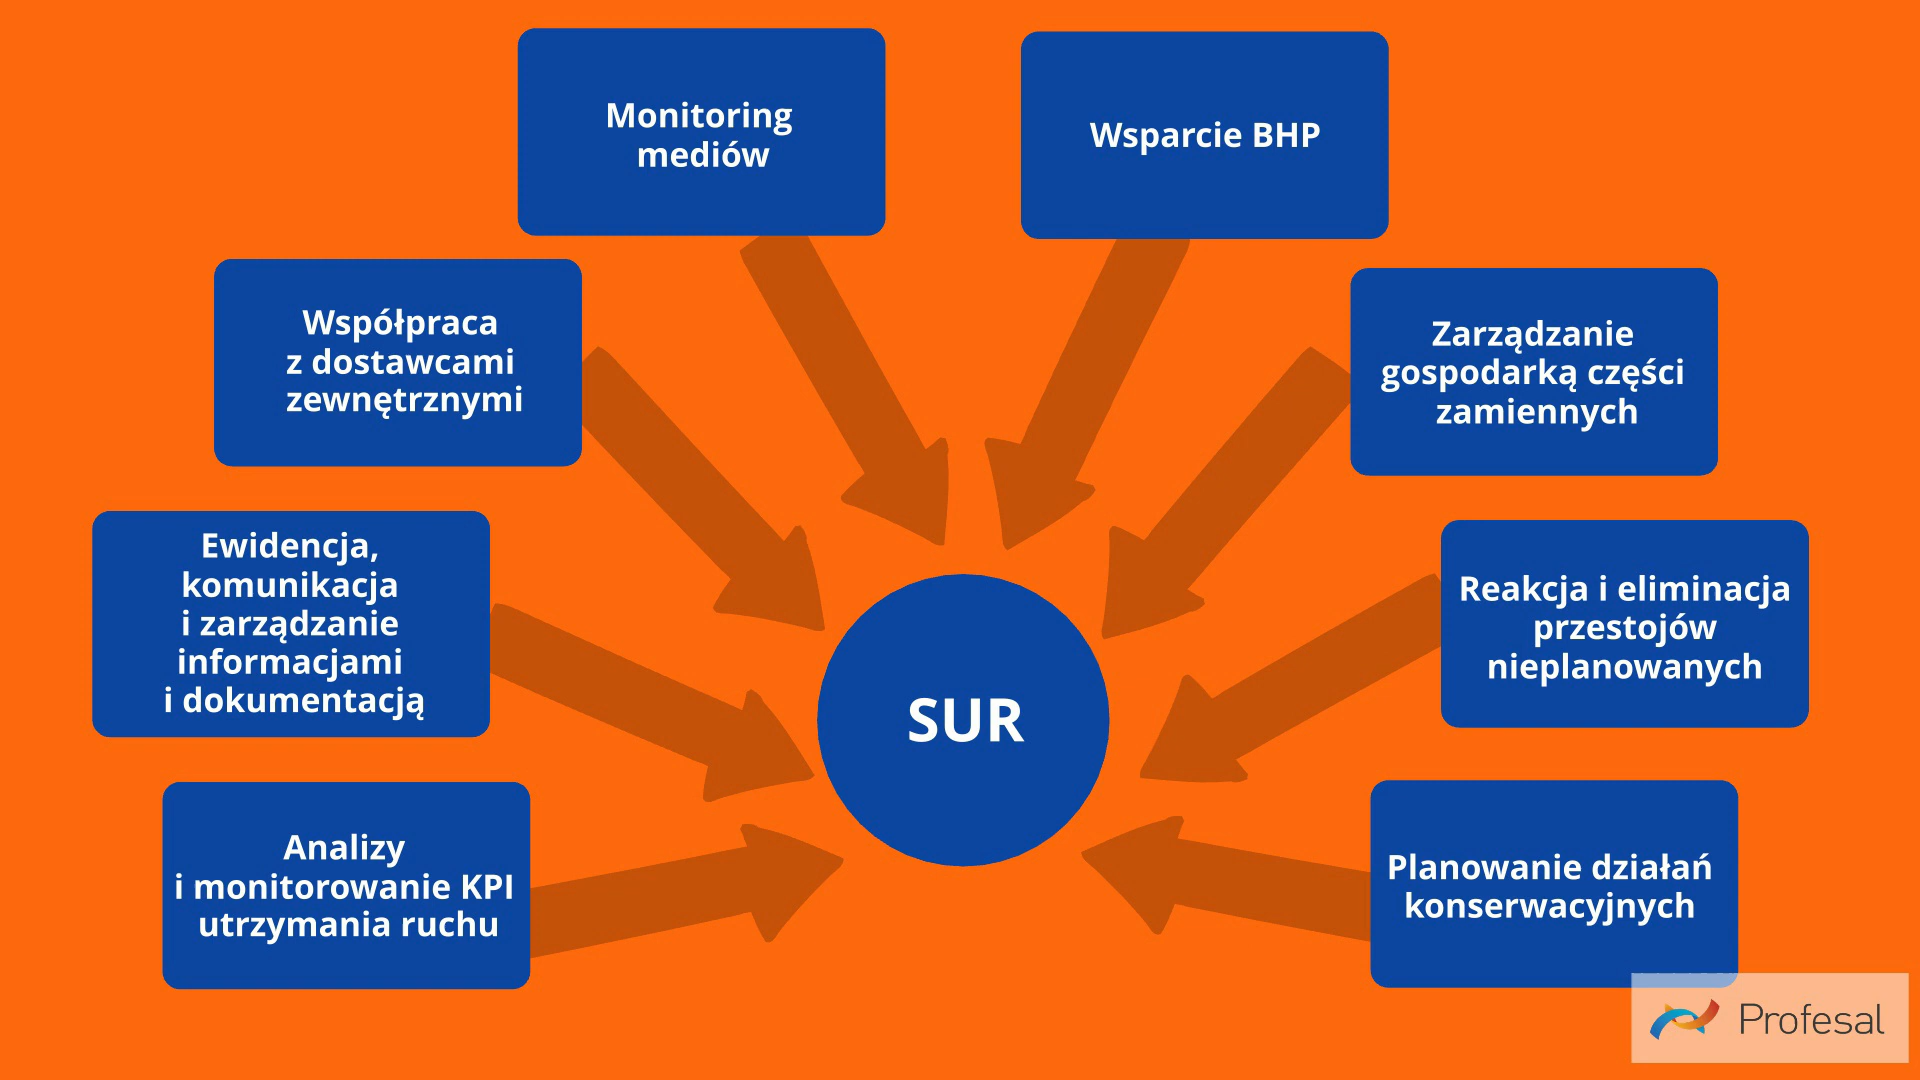 Monitoring
mediów
Wsparcie BHP
Współpraca
z dostawcami
zewnętrznymi
Zarządzanie
gospodarką części
zamiennych
Ewidencja,
komunikacja
i zarządzanie
informacjami
i dokumentacją
Reakcja i eliminacja
przestojów
nieplanowanych
SUR
Analizy
i monitorowanie KPI
utrzymania ruchu
Planowanie działań
konserwacyjnych
Profesal